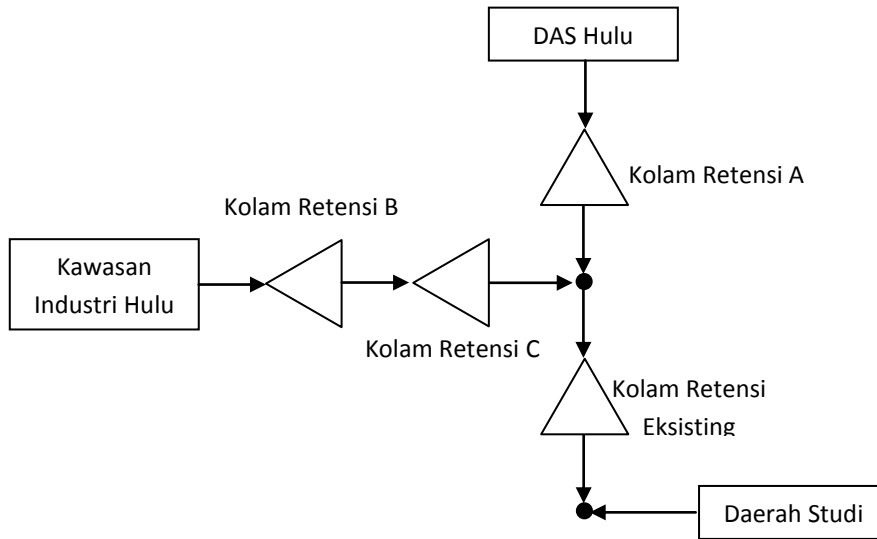 DAS Hulu
Kolam Retensi A
Kolam Retensi B
Kawasan
Industri Hulu
Kolam Retensi C
Kolam Retensi
Eksisting
Daerah Studi